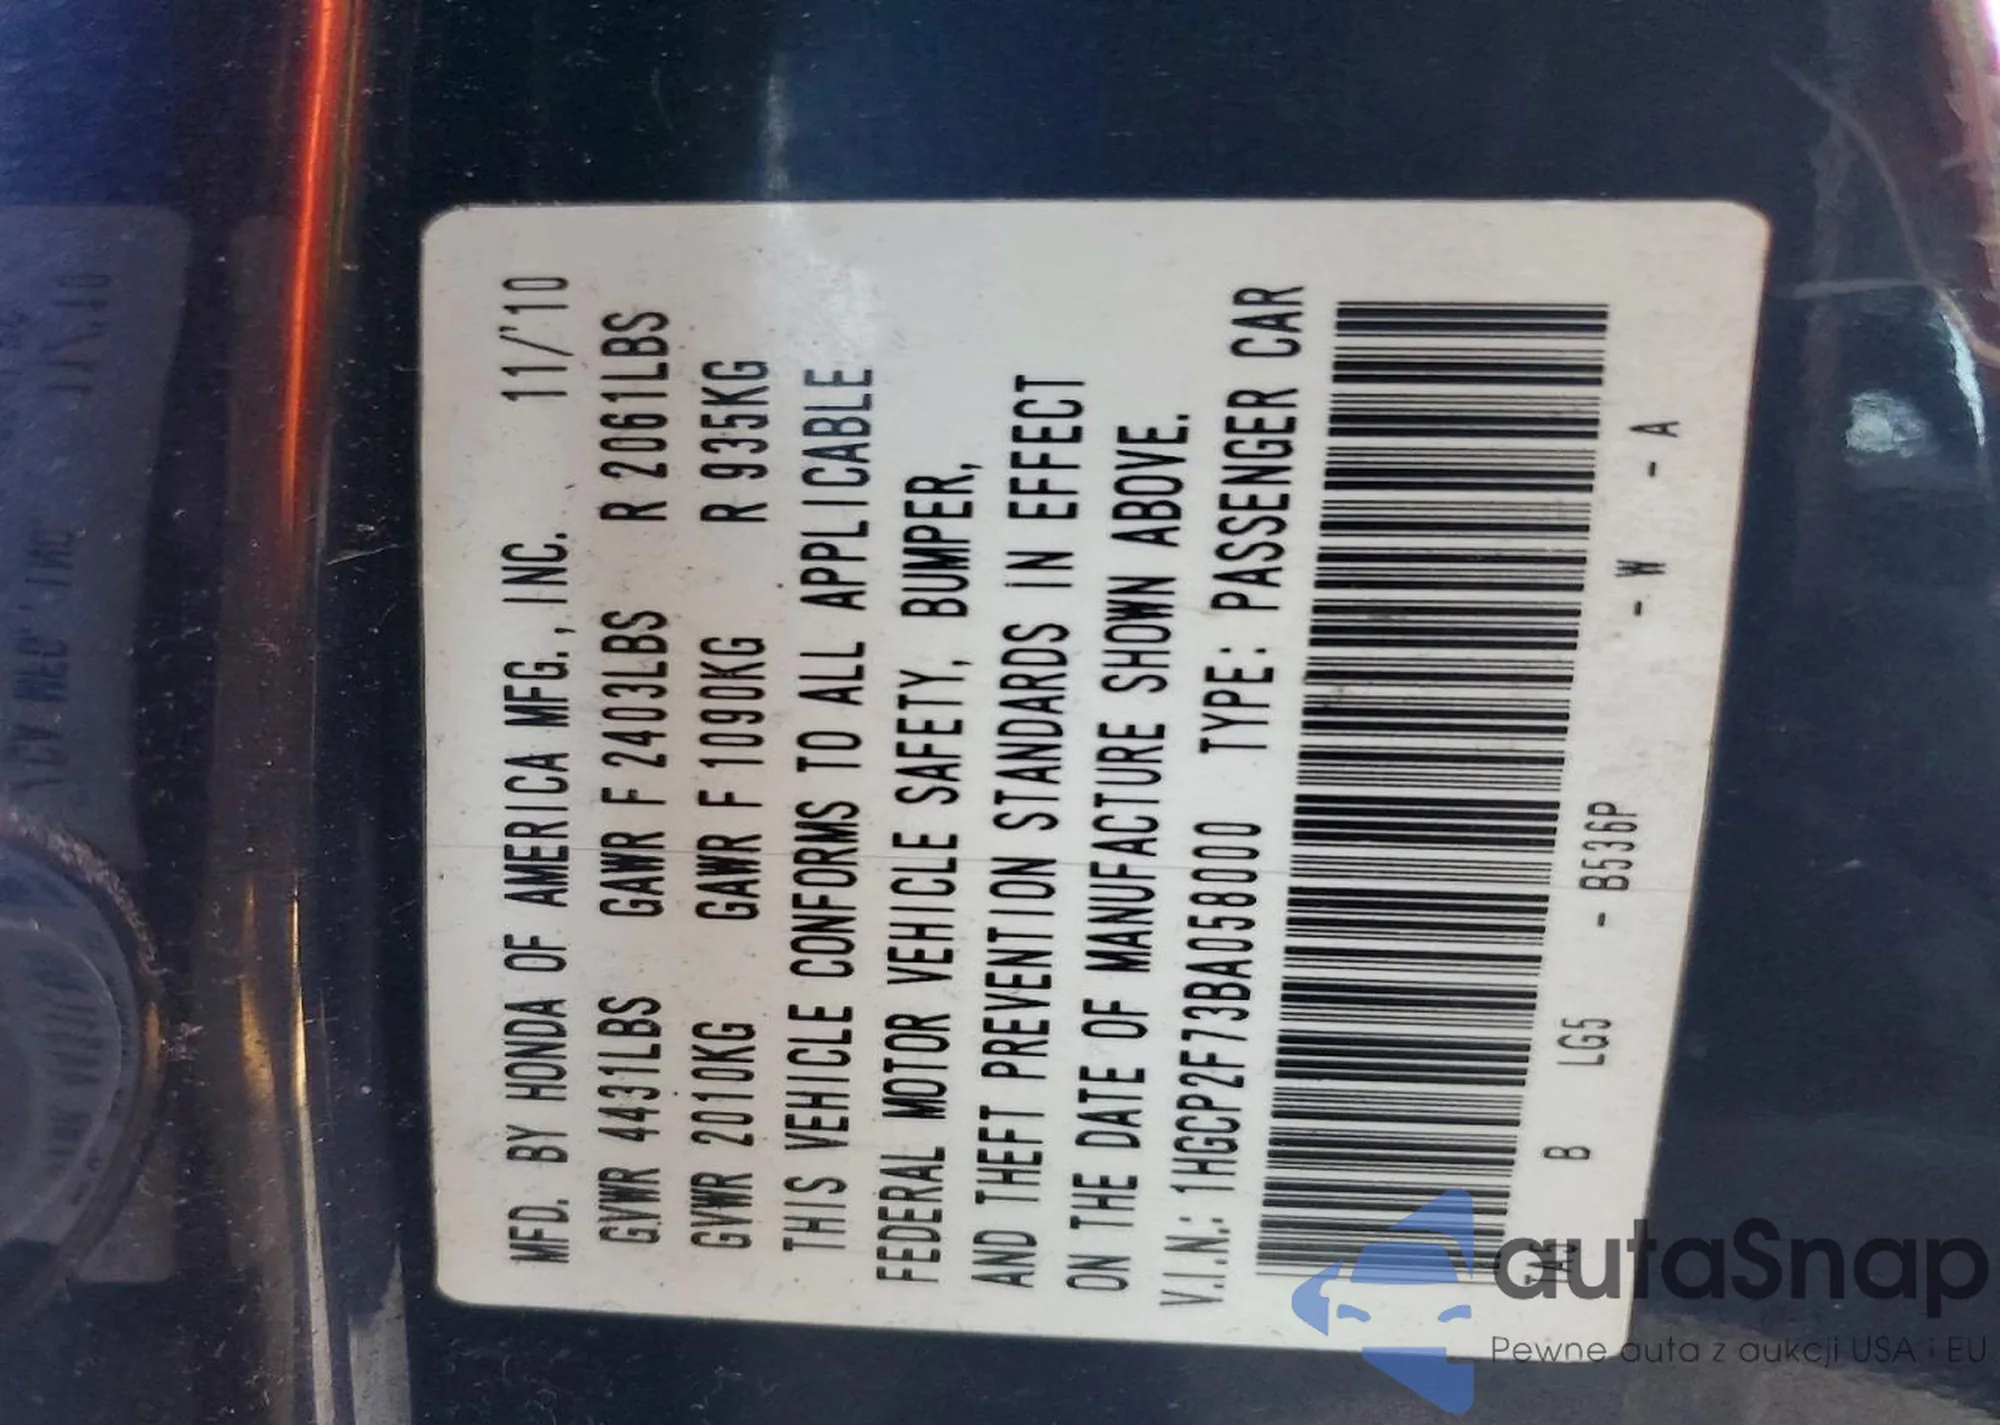 MFD. BY HONDA OF AMERICA MFG.,INC. 11/'10
GVWR 4431LBS GAWR F 2403LBS R 2061LBS
GVWR 2010KG GAWR F 1090KG R 935KG
THIS VEHICLE CONFORMS TO ALL APPLICABLE
FEDERAL MOTOR VEHICLE SAFETY, BUMPER,
AND THEFT PREVENTION STANDARDS IN EFFECT
ON THE DATE OF MANUFACTURE SHOWN ABOVE.
V.I.N.: 1HGCP2F73BA058000 TYPE: PASSENGER CAR
B LG5 - B536P - W - A
autaSnap
Pewne auta z aukcji USA i EU